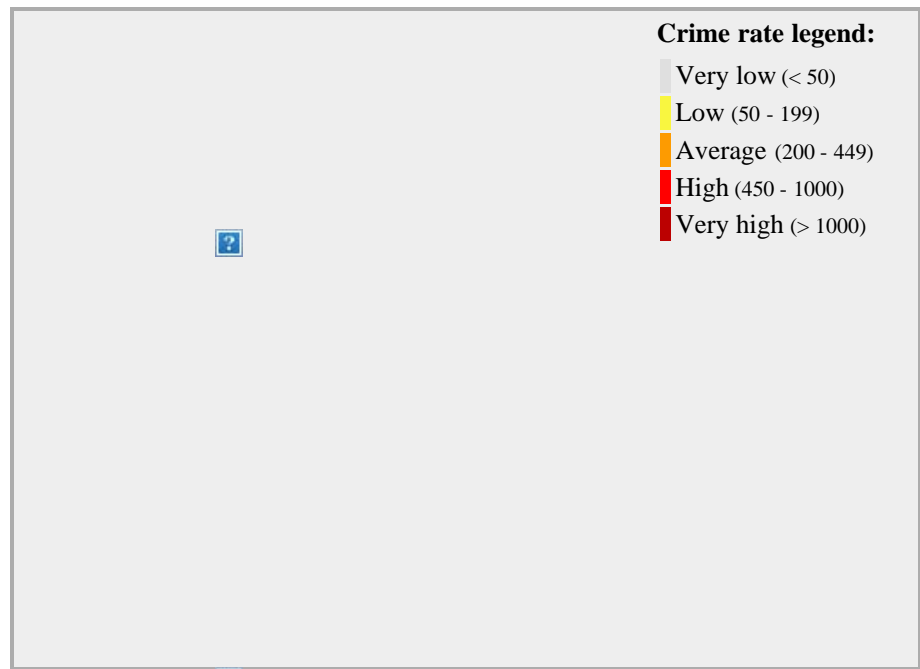 Crime rate legend:
Very low (< 50)
Low (50 - 199)
Average (200 - 449)
High (450 - 1000)
Very high (> 1000)
?